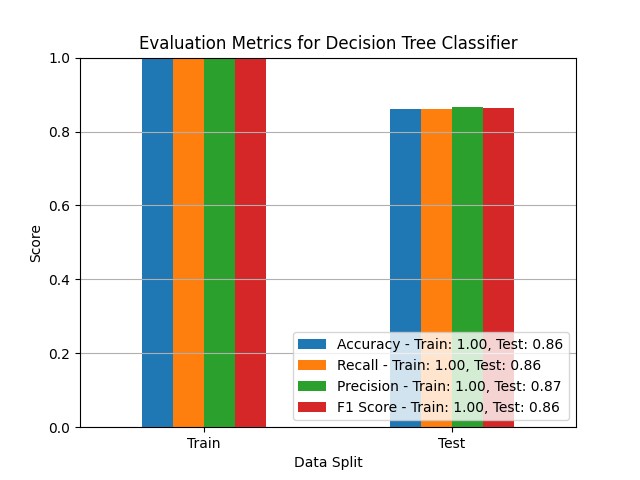 Evaluation Metrics for Decision Tree Classifier
1.0
0.8
0.6
0.4
0.2
0.0
Score
Accuracy - Train: 1.00, Test: 0.86
Recall - Train: 1.00, Test: 0.86
Precision - Train: 1.00, Test: 0.87
F1 Score - Train: 1.00, Test: 0.86
Train Test
Data Split